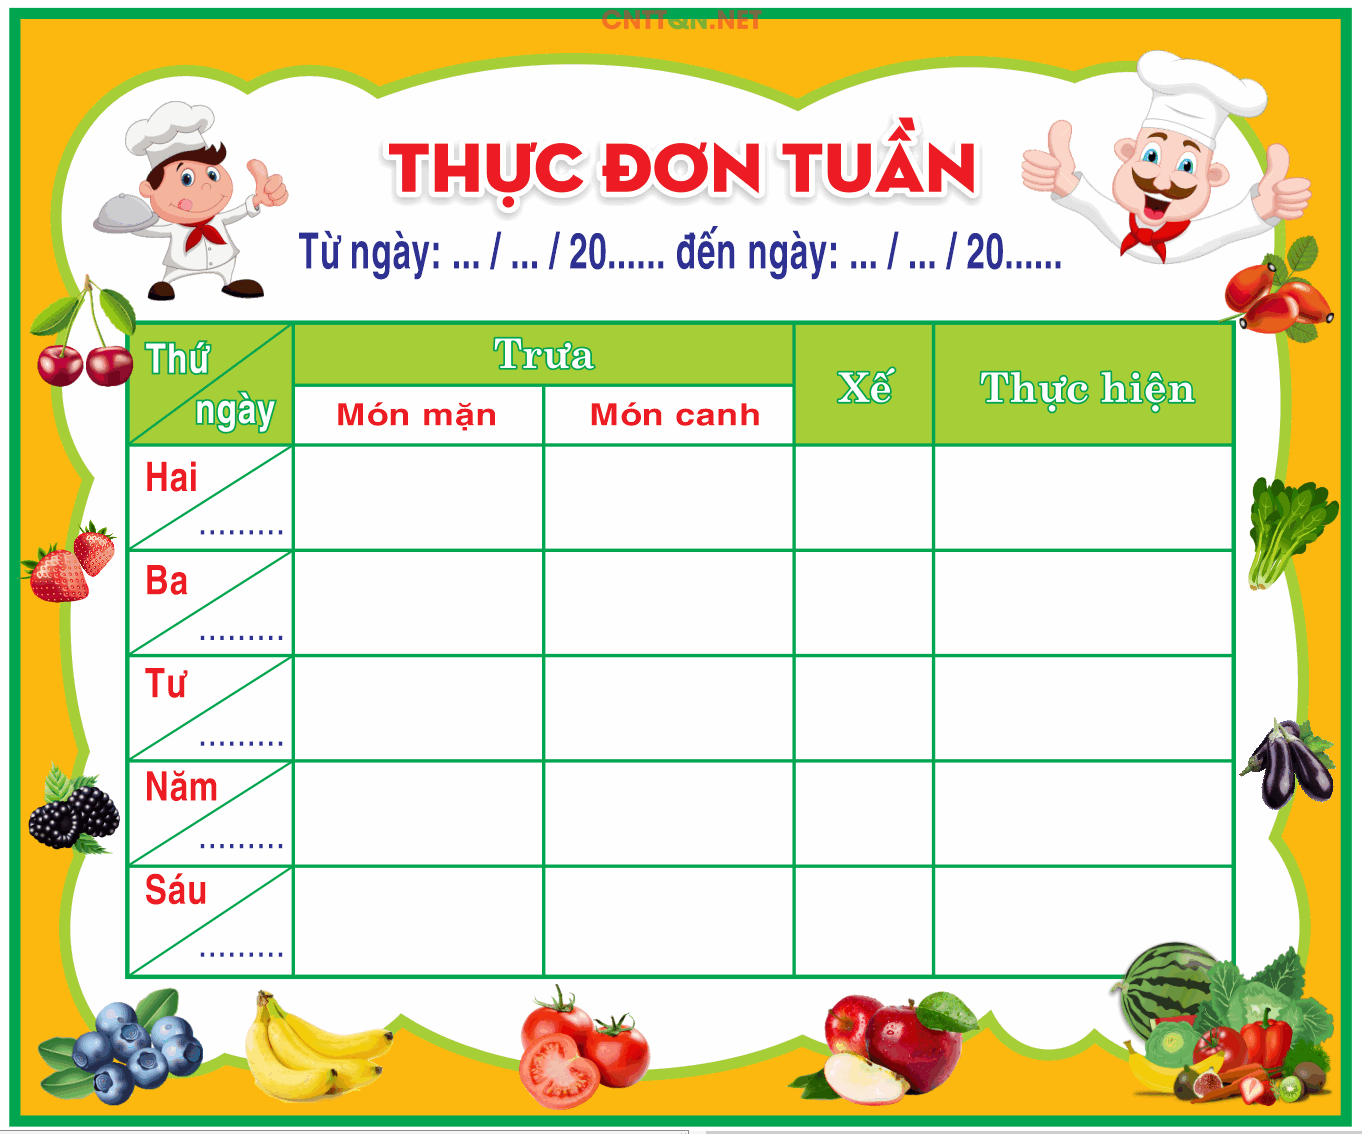 CNTTQN.NET
THỰC ĐƠN TUẦN
Từ ngày: ... / ... / 20...... đến ngày: ... / ... / 20......
Thứ
ngày
Trưa
Xế
Thực hiện
Món mặn
Món canh
Hai
.........
Ba
.........
Tư
.........
Năm
.........
Sáu
.........